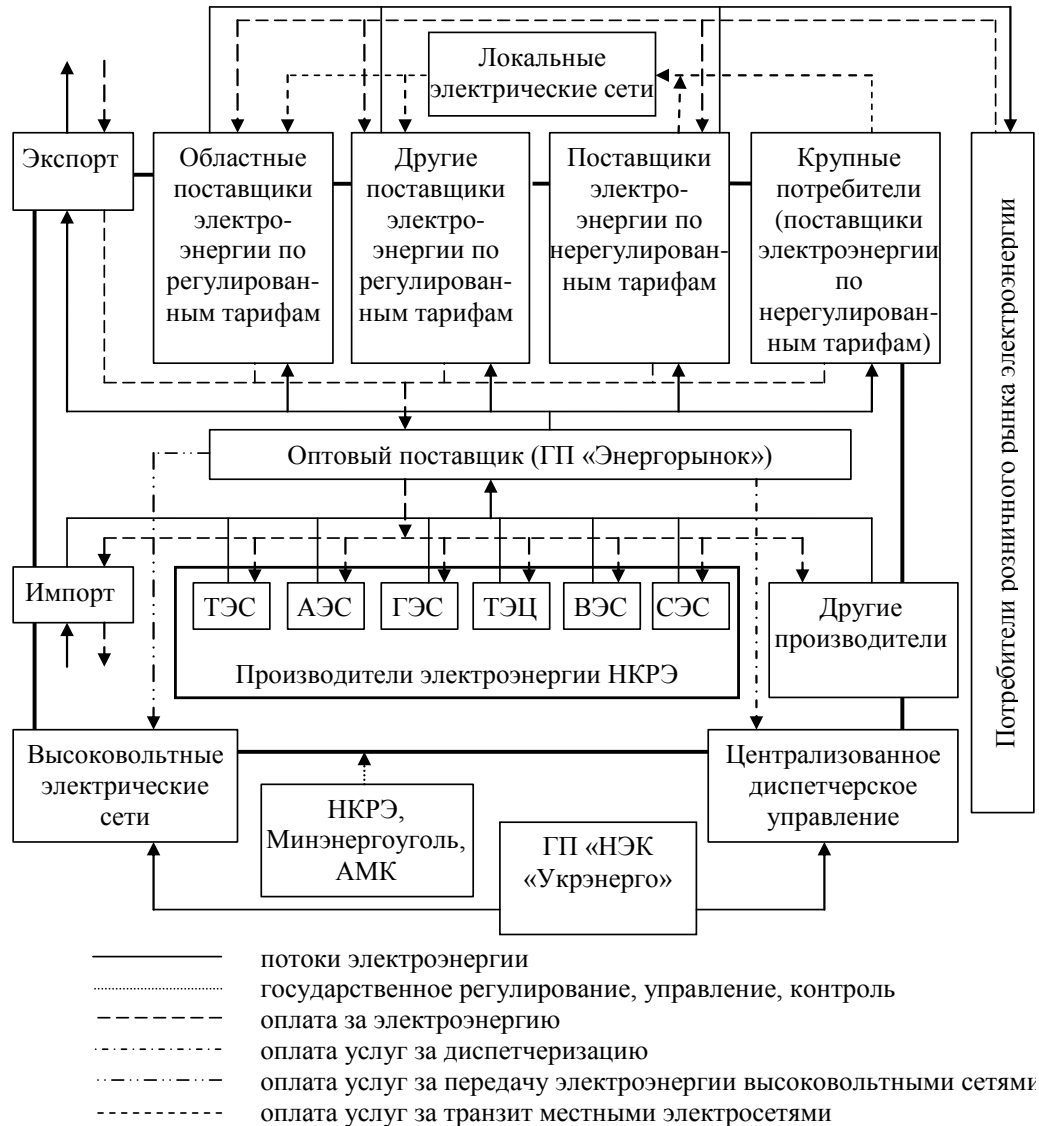 Локальные
электрические сети
Экспорт
Областные
поставщики
электро-
энергии по
регулирован-
ным тарифам
Другие
поставщики
электро-
энергии по
регулирован-
ным тарифам
Поставщики
электро-
энергии по
нерегулирован-
ным тарифам
Крупные
потребители
(поставщики
электроэнергии
по
нерегулирован-
ным тарифам)
Потребители розничного рынка электроэнергии
Оптовый поставщик (ГП «Энергорынок»)
Импорт
ТЭС
АЭС
ГЭС
ТЭЦ
ВЭС
СЭС
Производители электроэнергии НКРЭ
Другие
производители
Высоковольтные
электрические
сети
НКРЭ,
Минэнергоуголь,
АМК
ГП «НЭК
«Укрэнерго»
Централизованное
диспетчерское
управление
потоки электроэнергии
государственное регулирование, управление, контроль
оплата за электроэнергию
оплата услуг за диспетчеризацию
оплата услуг за передачу электроэнергии высоковольтными сетями
оплата услуг за транзит местными электросетями